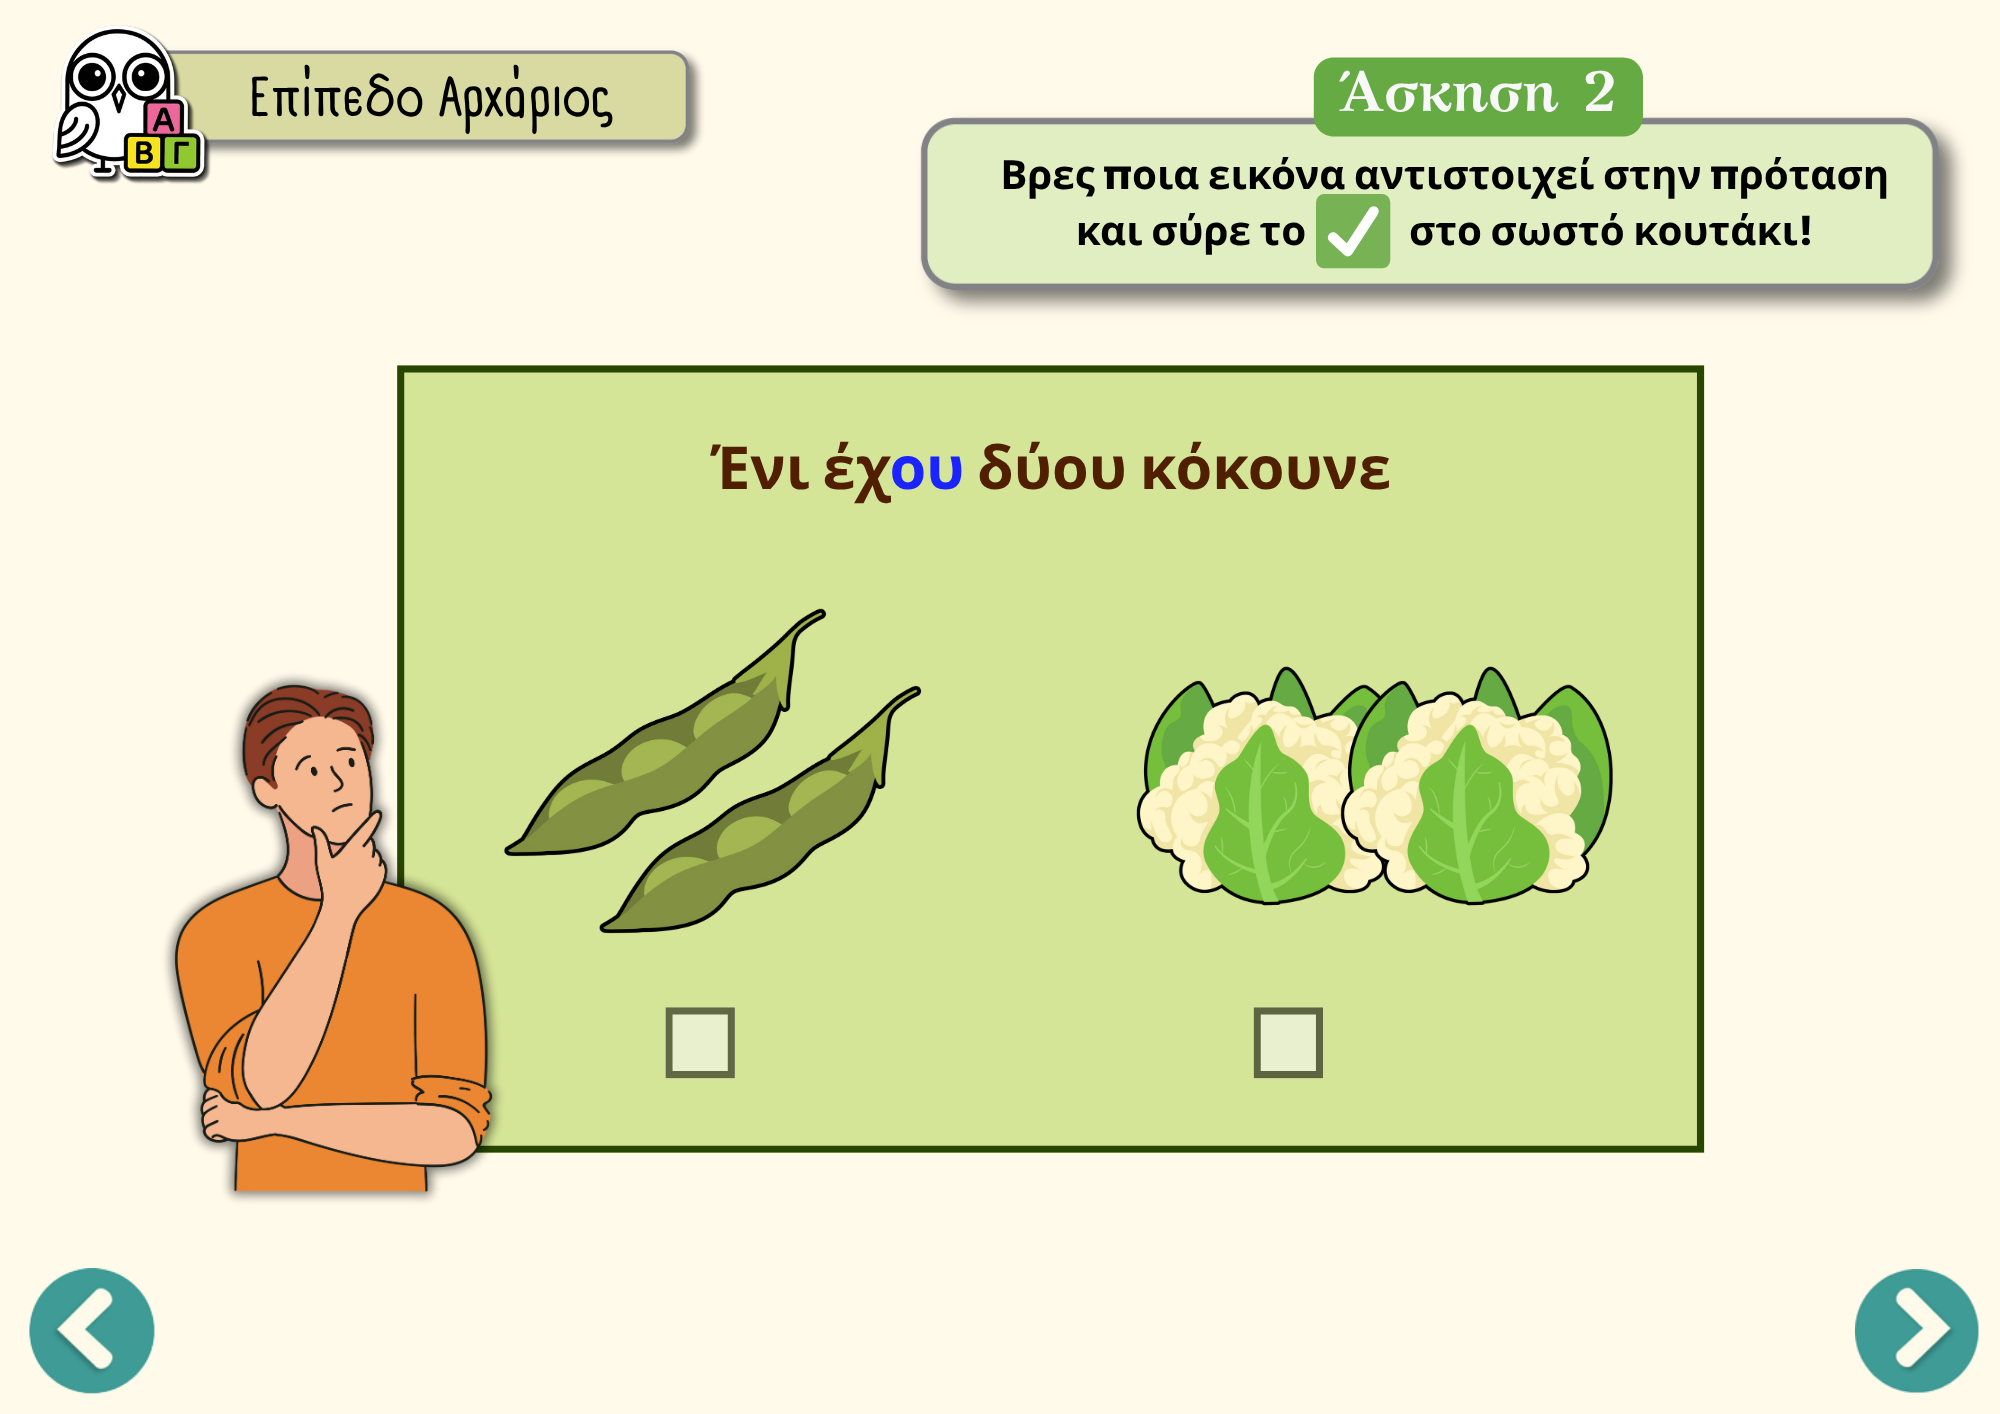 Επίπεδο Αρχάριος
Α
Β Γ
Άσκηση 2
Βρες ποια εικόνα αντιστοιχεί στην πρόταση
και σύρε το στο σωστό κουτάκι!
Ένι έχου δύου κόκουνε